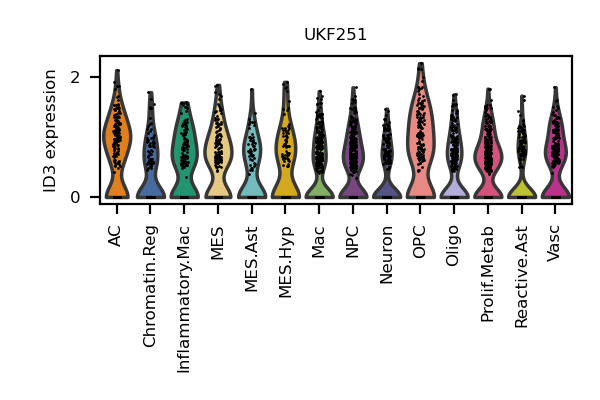 UKF251
ID3 expression
2
0
AC
Chromatin.Reg
Inflammatory.Mac
MES
MES.Ast
MES.Hyp
Mac
NPC
Neuron
OPC
Oligo
Prolif.Metab
Reactive.Ast
Vasc